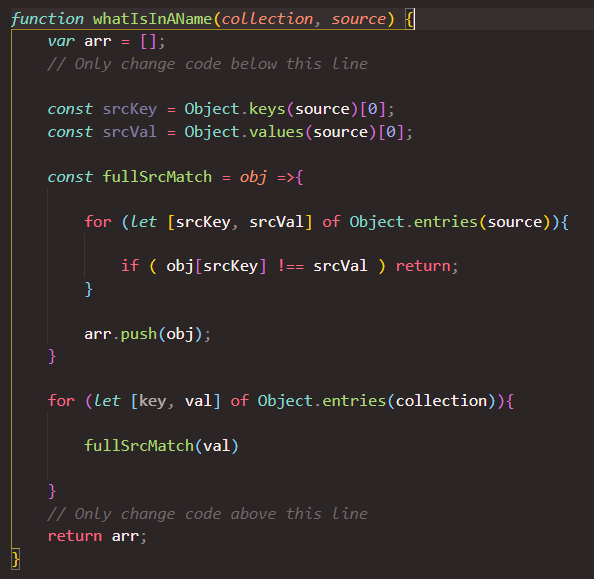 function whatIsInAName(collection, source) {
    var arr = [];
    // Only change code below this line
    const srcKey = Object.keys(source)[0];
    const srcVal = Object.values(source)[0];
    const fullSrcMatch = obj =>{
        for (let [srcKey, srcVal] of Object.entries(source)){
            if ( obj[srcKey] !== srcVal ) return;
        }
        arr.push(obj);
    }
    for (let [key, val] of Object.entries(collection)){
        fullSrcMatch(val)
    }
    // Only change code above this line
    return arr;
}